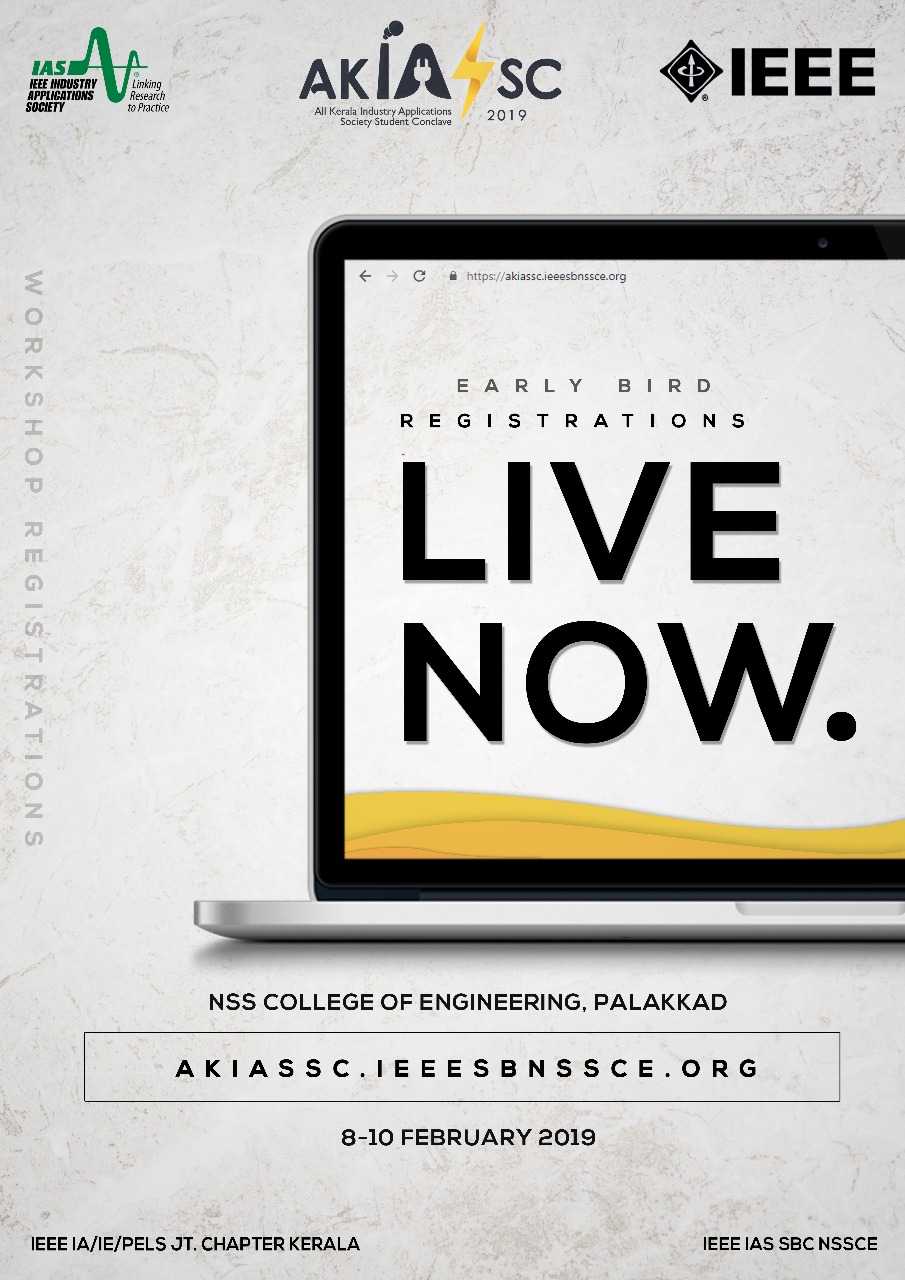 IAS
IEEE INDUSTRY
APPLICATIONS
SOCIETY
®
Linking
Research
to Practice
AKIA SC
All Kerala Industry Applications
Society Student Conclave
2019
®
IEEE
WORKSHOP REGISTRATIONS
https://akiassc.ieeesbnssce.org
EARLY BIRD
REGISTRATIONS
LIVE
NOW.
NSS COLLEGE OF ENGINEERING, PALAKKAD
AKIASSC.IEEESBNSSCE.ORG
8-10 FEBRUARY 2019
IEEE IA/IE/PELS JT. CHAPTER KERALA
IEEE IAS SBC NSSCE